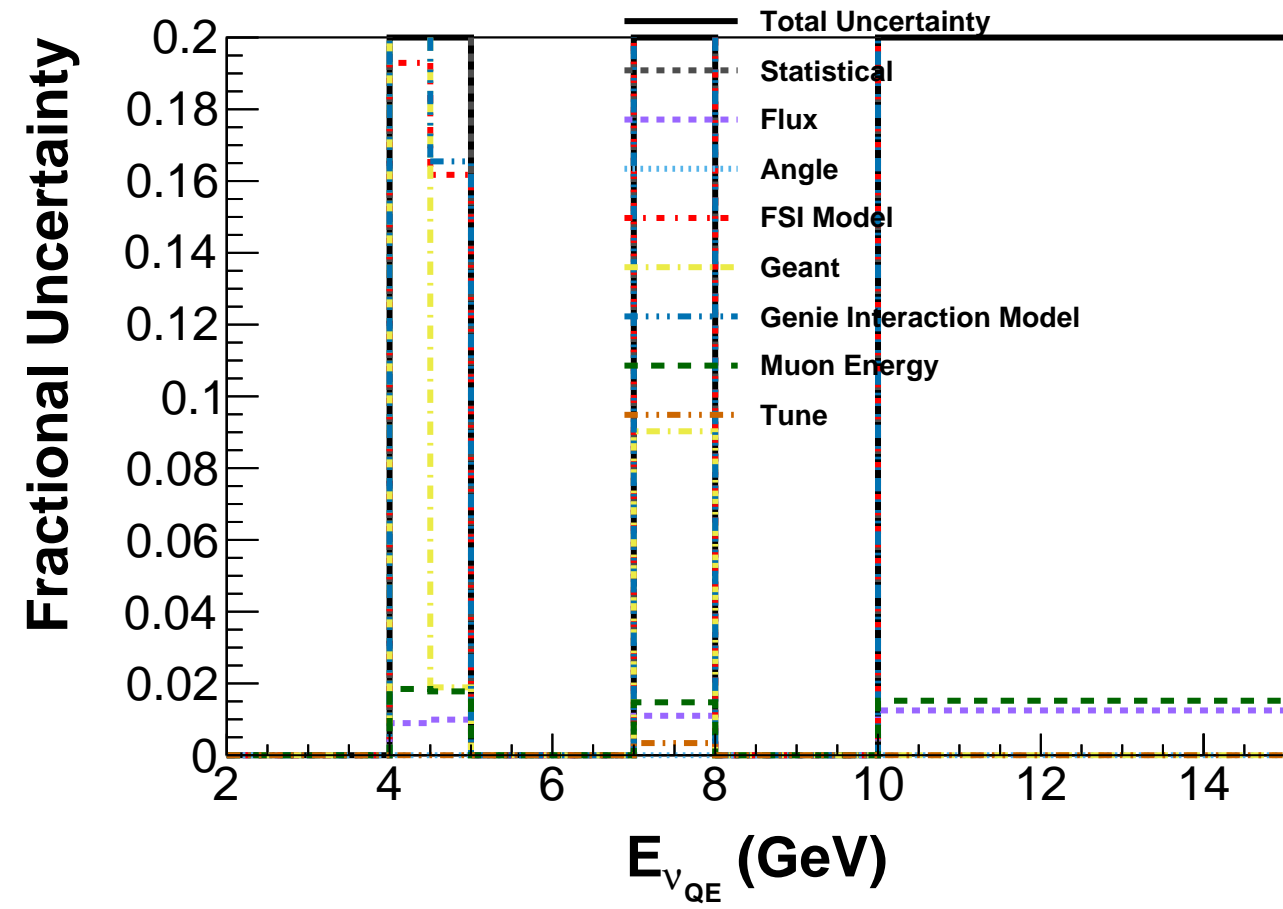 Fractional Uncertainty
0.2
0.18
0.16
0.14
0.12
0.1
0.08
0.06
0.04
0.02
0
Total Uncertainty
Statistical
Flux
Angle
FSI Model
Geant
Genie Interaction Model
Muon Energy
Tune
2 4 6 8 10 12 14
E_ν_QE (GeV)